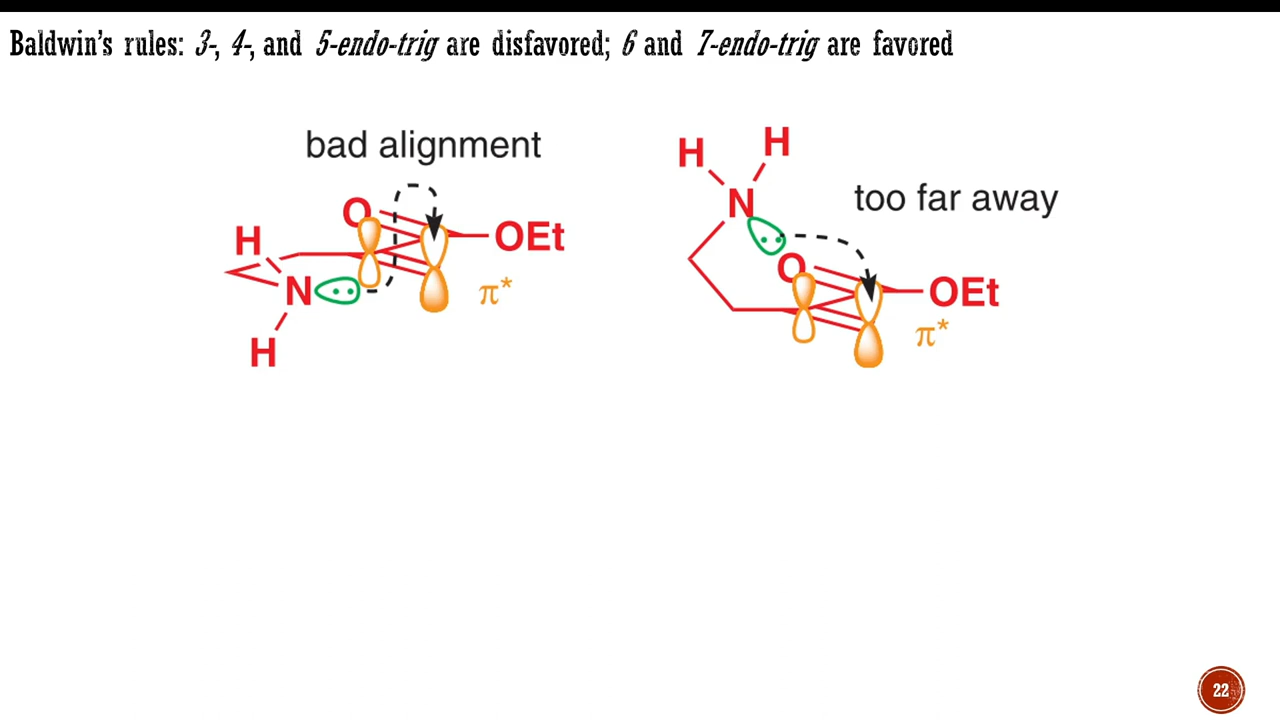 Baldwin's rules: 3-, 4-, and 5-endo-trig are disfavored; 6 and 7-endo-trig are favored
bad alignment
O
OEt
H
N
H
π*
H
H
N
too far away
O
OEt
π*
22